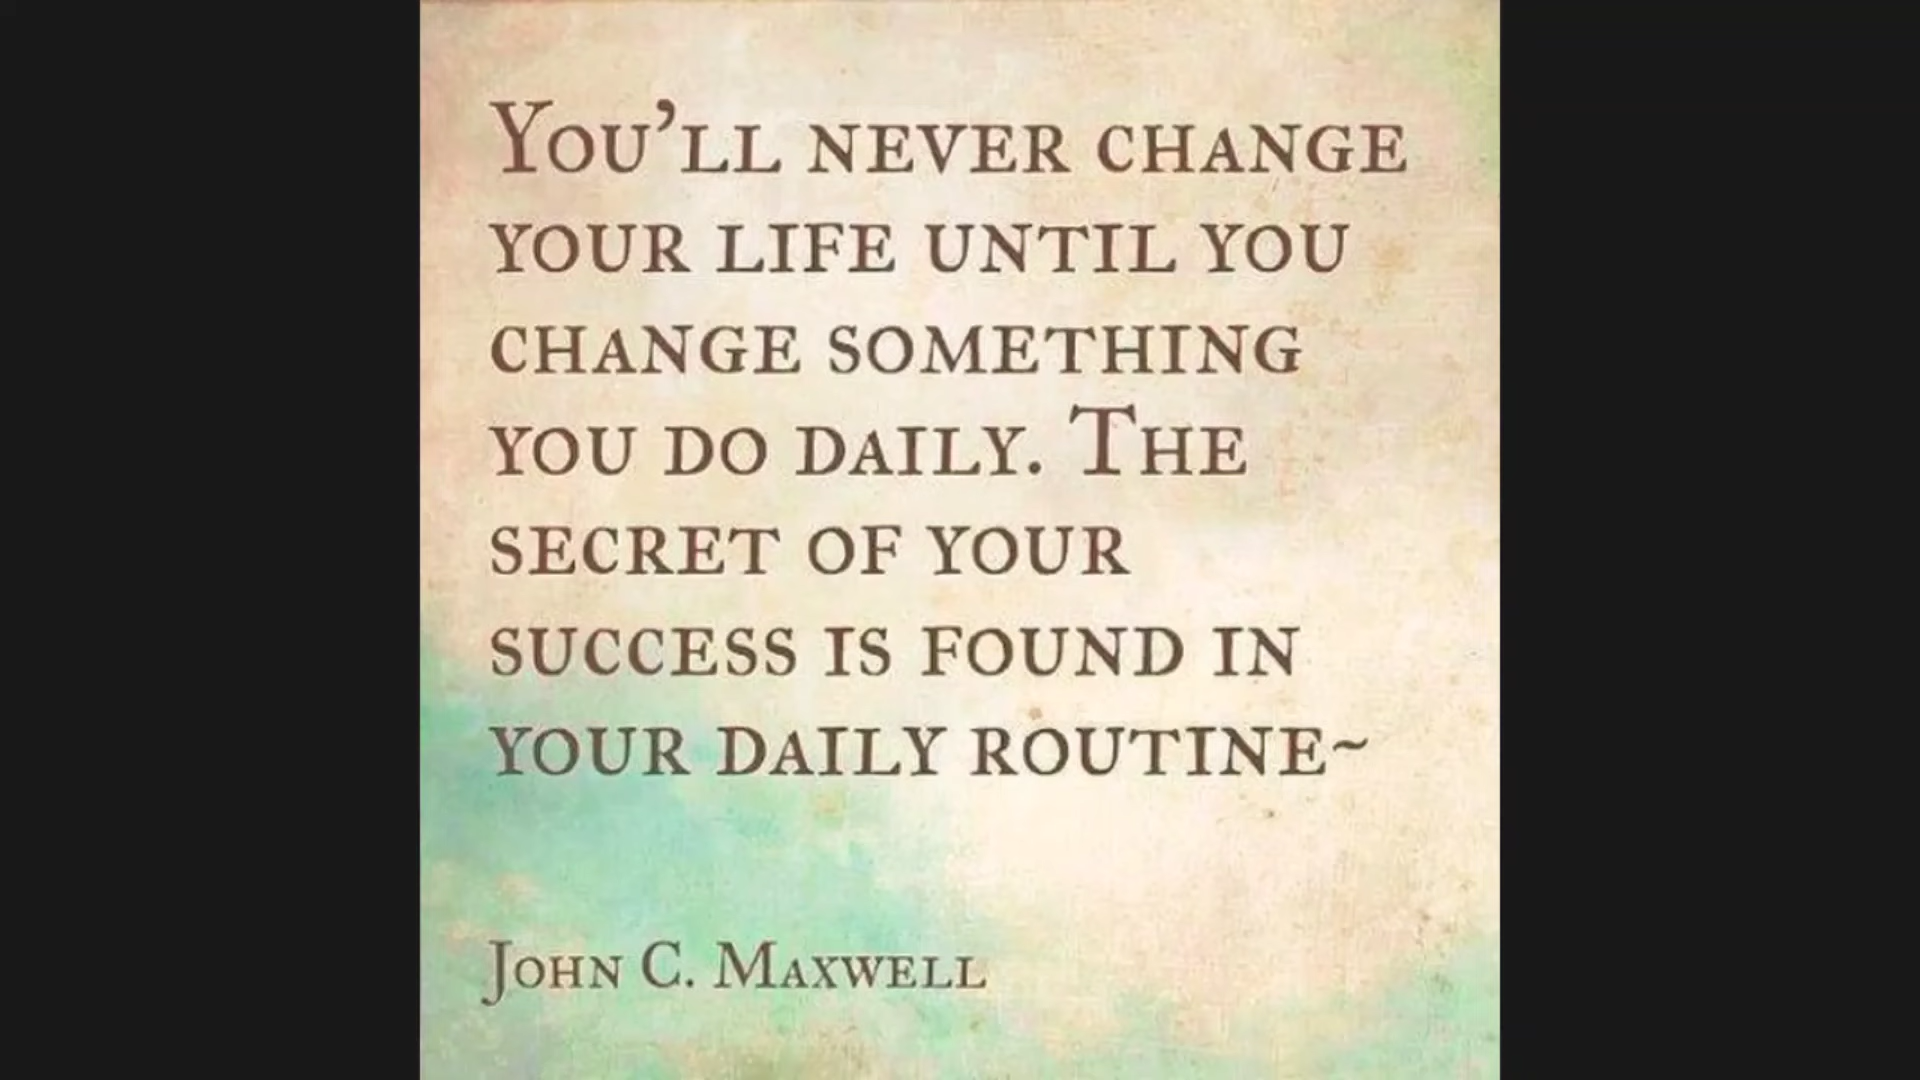 You'll never change
your life until you
change something
you do daily. The
secret of your
success is found in
your daily routine~
John C. Maxwell